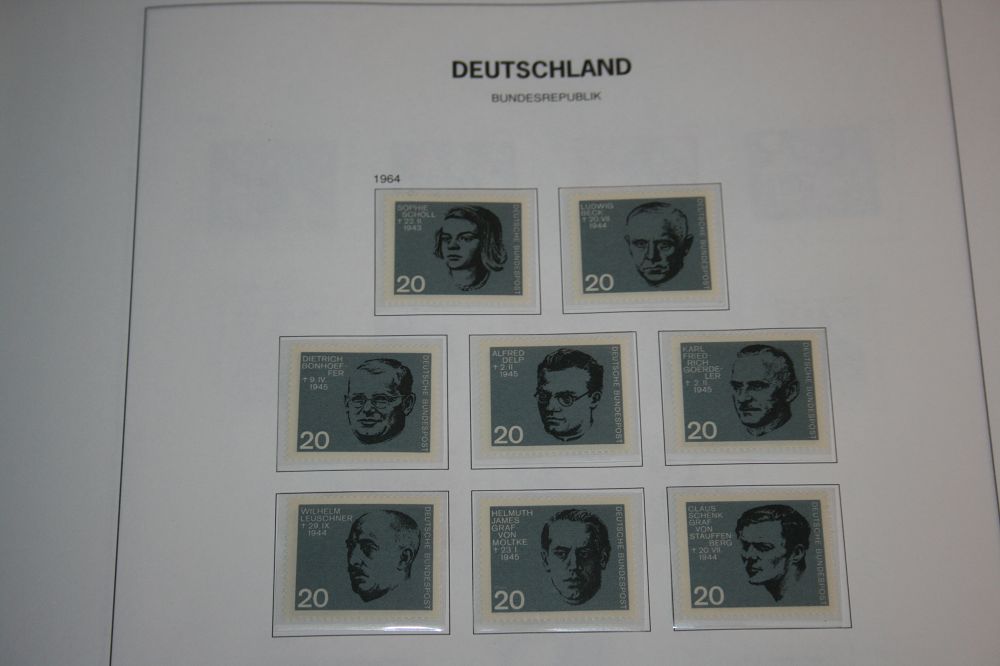 DEUTSCHLAND
BUNDESREPUBLIK
1964
SOPHIE
SCHOLL
† 22. II
1943
20
DEUTSCHE BUNDESPOST
LUDWIG
BECK
† 20. VII
1944
20
DEUTSCHE BUNDESPOST
DIETRICH
BONHOEF-
FER
† 9. IV
1945
20
DEUTSCHE BUNDESPOST
ALFRED
DELP
† 2. II
1945
20
DEUTSCHE BUNDESPOST
KARL
FRIED-
RICH
GOERDE-
LER
† 2. II
1945
20
DEUTSCHE BUNDESPOST
WILHELM
LEUSCHNER
† 29. IX
1944
20
DEUTSCHE BUNDESPOST
HELMUTH
JAMES
GRAF
VON
MOLTKE
† 23. I
1945
20
DEUTSCHE BUNDESPOST
CLAUS
SCHENK
GRAF
VON
STAUFFEN
BERG
† 20. VII
1944
20
DEUTSCHE BUNDESPOST